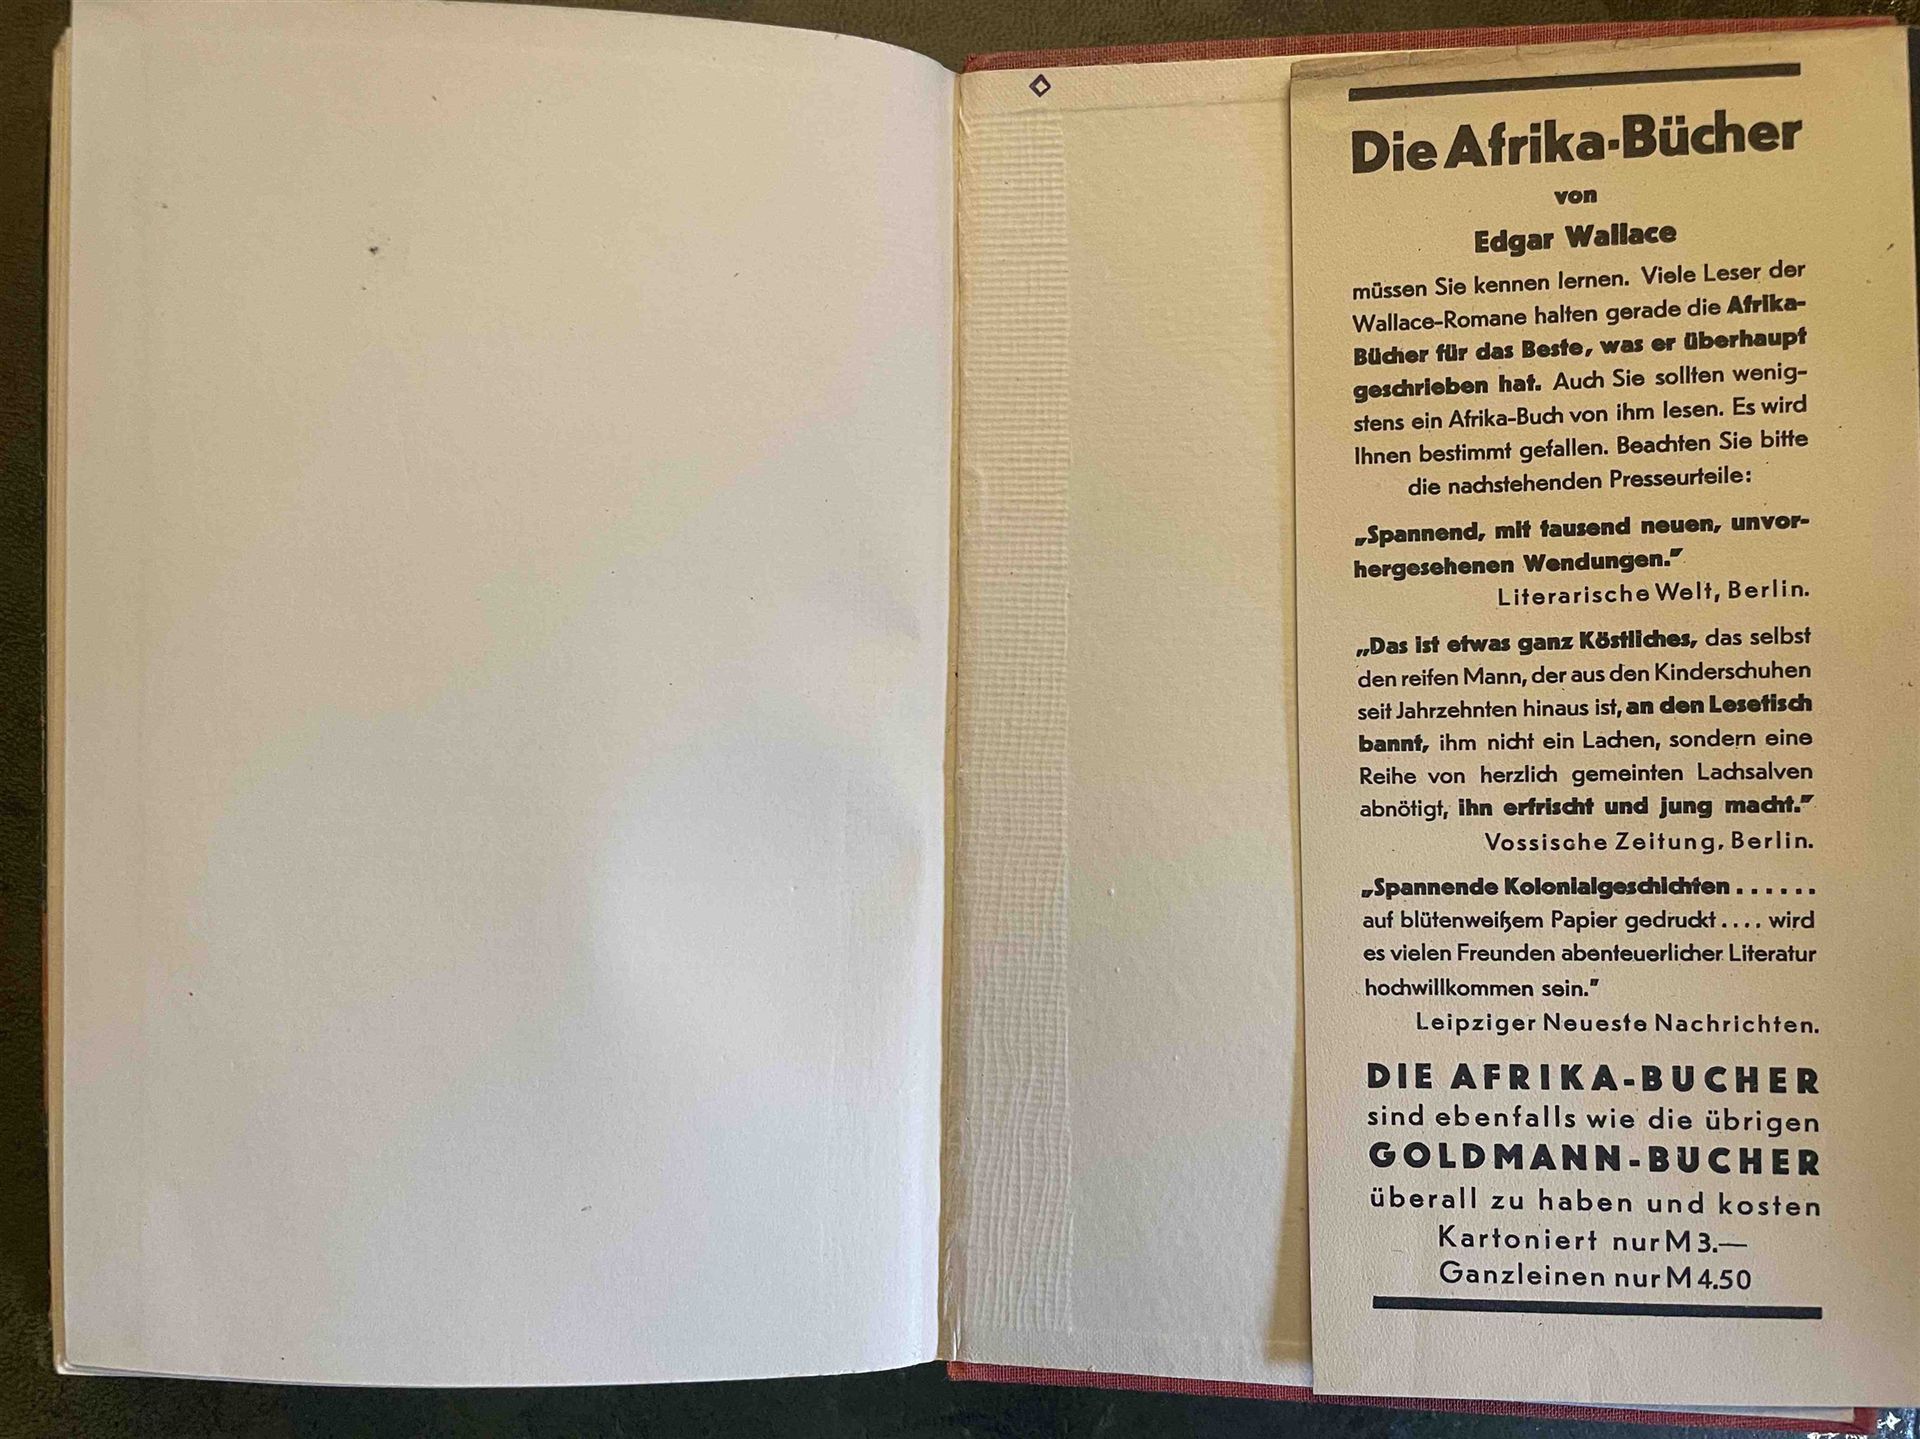 Die Afrika-Bücher
von
Edgar Wallace
müssen Sie kennen lernen. Viele Leser der
Wallace-Romane halten gerade die Afrika-
Bücher für das Beste, was er überhaupt
geschrieben hat. Auch Sie sollten wenig-
stens ein Afrika-Buch von ihm lesen. Es wird
Ihnen bestimmt gefallen. Beachten Sie bitte
die nachstehenden Presseurteile:
„Spannend, mit tausend neuen, unvor-
hergesehenen Wendungen."
Literarische Welt, Berlin.
„Das ist etwas ganz Köstliches, das selbst
den reifen Mann, der aus den Kinderschuhen
seit Jahrzehnten hinaus ist, an den Lesetisch
bannt, ihm nicht ein Lachen, sondern eine
Reihe von herzlich gemeinten Lachsalven
abnötigt, ihn erfrischt und jung macht."
Vossische Zeitung, Berlin.
„Spannende Kolonialgeschichten ......
auf blütenweißem Papier gedruckt .... wird
es vielen Freunden abenteuerlicher Literatur
hochwillkommen sein."
Leipziger Neueste Nachrichten.
DIE AFRIKA-BUCHER
sind ebenfalls wie die übrigen
GOLDMANN-BUCHER
überall zu haben und kosten
Kartoniert nur M 3.—
Ganzleinen nur M 4.50